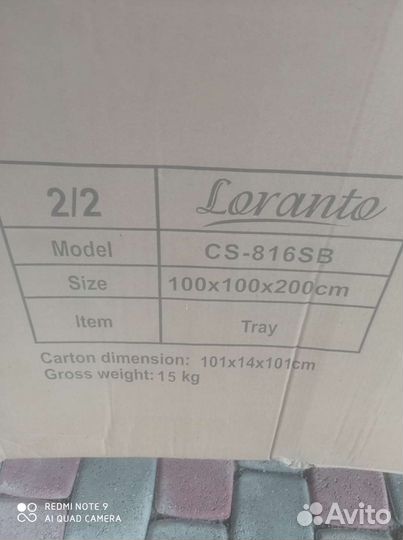 2/2 Loranto
Model CS-816SB
Size 100x100x200cm
Item Tray
Carton dimension: 101x14x101cm
Gross weight: 15 kg
REDMI NOTE 9
AI QUAD CAMERA
Avito